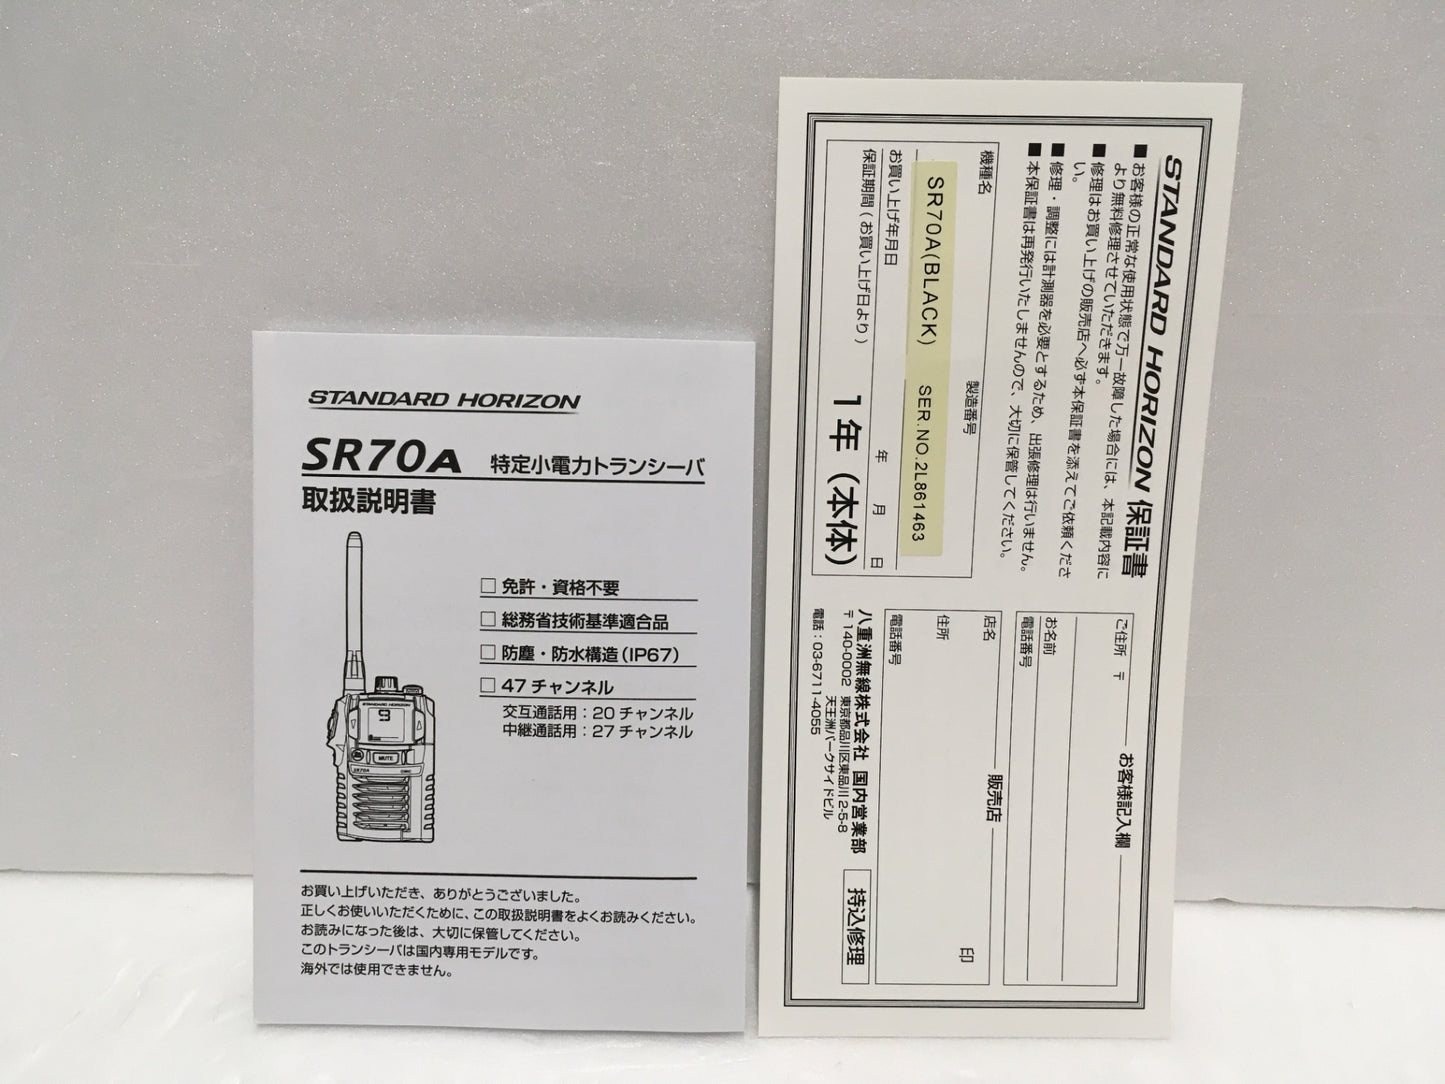 STANDARD HORIZON
SR70A 特定小電力トランシーバ
取扱説明書
□ 免許・資格不要
□ 総務省技術基準適合品
□ 防塵・防水構造(IP67)
□ 47 チャンネル
交互通話用:20 チャンネル
中継通話用:27 チャンネル
STANDARD HORIZON
9
MUTE
SR70A
お買い上げいただき、ありがとうございました。
正しくお使いいただくために、この取扱説明書をよくお読みください。
お読みになった後は、大切に保管してください。
このトランシーバは国内専用モデルです。
海外では使用できません。
STANDARD HORIZON 保証書
■お客様の正常な使用状態で万一故障した場合には、本記載内容に
より無料修理させていただきます。
■修理はお買い上げの販売店へ必ず本保証書を添えてご依頼くださ
い。
■修理・調整には計測器を必要とするため、出張修理は行いません。
■本保証書は再発行いたしませんので、大切に保管してください。
機種名 製造番号
SR70A(BLACK) SER.NO.2L861463
お買い上げ年月日 年 月 日
保証期間(お買い上げ日より) 1年(本体)
お客様記入欄
ご住所 〒
お名前
電話番号
販売店
店名
住所 印
電話番号
八重洲無線株式会社 国内営業部
〒140-0002 東京都品川区東品川 2-5-8
天王洲パークサイドビル
電話:03-6711-4055
持込修理